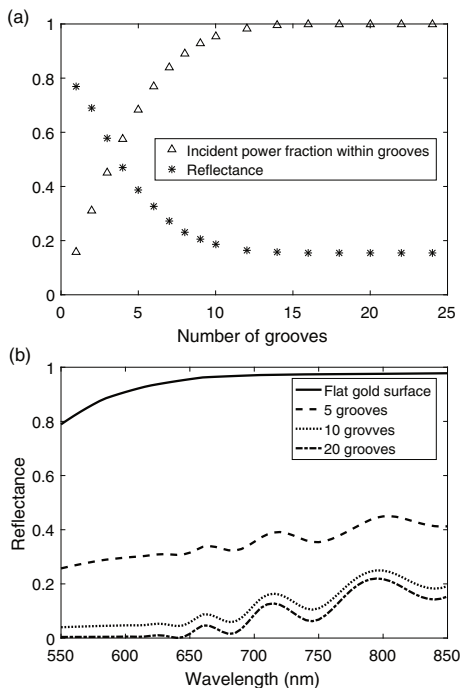 (a)
1
0.8
0.6
0.4
0.2
0
Incident power fraction within grooves
Reflectance
0 5 10 15 20 25
Number of grooves
(b)
1
0.8
0.6
0.4
0.2
0
Reflectance
Flat gold surface
5 grooves
10 grovves
20 grooves
550 600 650 700 750 800 850
Wavelength (nm)